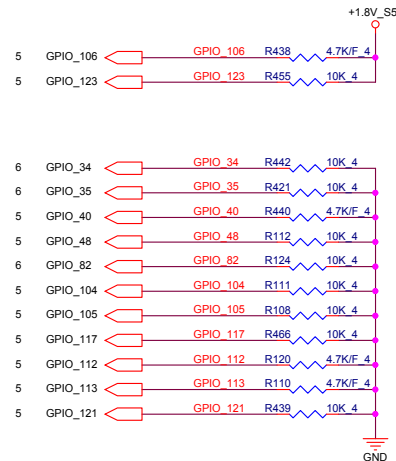 +1.8V_S5
5 GPIO_106 GPIO_106 R438 4.7K/F_4
5 GPIO_123 GPIO_123 R455 10K_4
6 GPIO_34 GPIO_34 R442 10K_4
6 GPIO_35 GPIO_35 R421 10K_4
5 GPIO_40 GPIO_40 R440 4.7K/F_4
5 GPIO_48 GPIO_48 R112 10K_4
6 GPIO_82 GPIO_82 R124 10K_4
5 GPIO_104 GPIO_104 R111 10K_4
5 GPIO_105 GPIO_105 R108 10K_4
5 GPIO_117 GPIO_117 R466 10K_4
5 GPIO_112 GPIO_112 R120 4.7K/F_4
5 GPIO_113 GPIO_113 R110 4.7K/F_4
5 GPIO_121 GPIO_121 R439 10K_4
GND